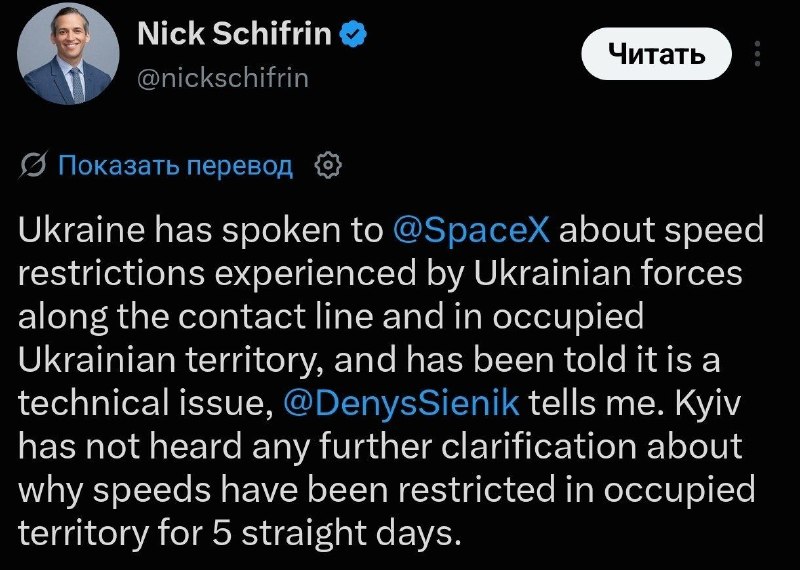 Nick Schifrin
@nickschifrin
Читать
Показать перевод
Ukraine has spoken to @SpaceX about speed
restrictions experienced by Ukrainian forces
along the contact line and in occupied
Ukrainian territory, and has been told it is a
technical issue, @DenysSienik tells me. Kyiv
has not heard any further clarification about
why speeds have been restricted in occupied
territory for 5 straight days.